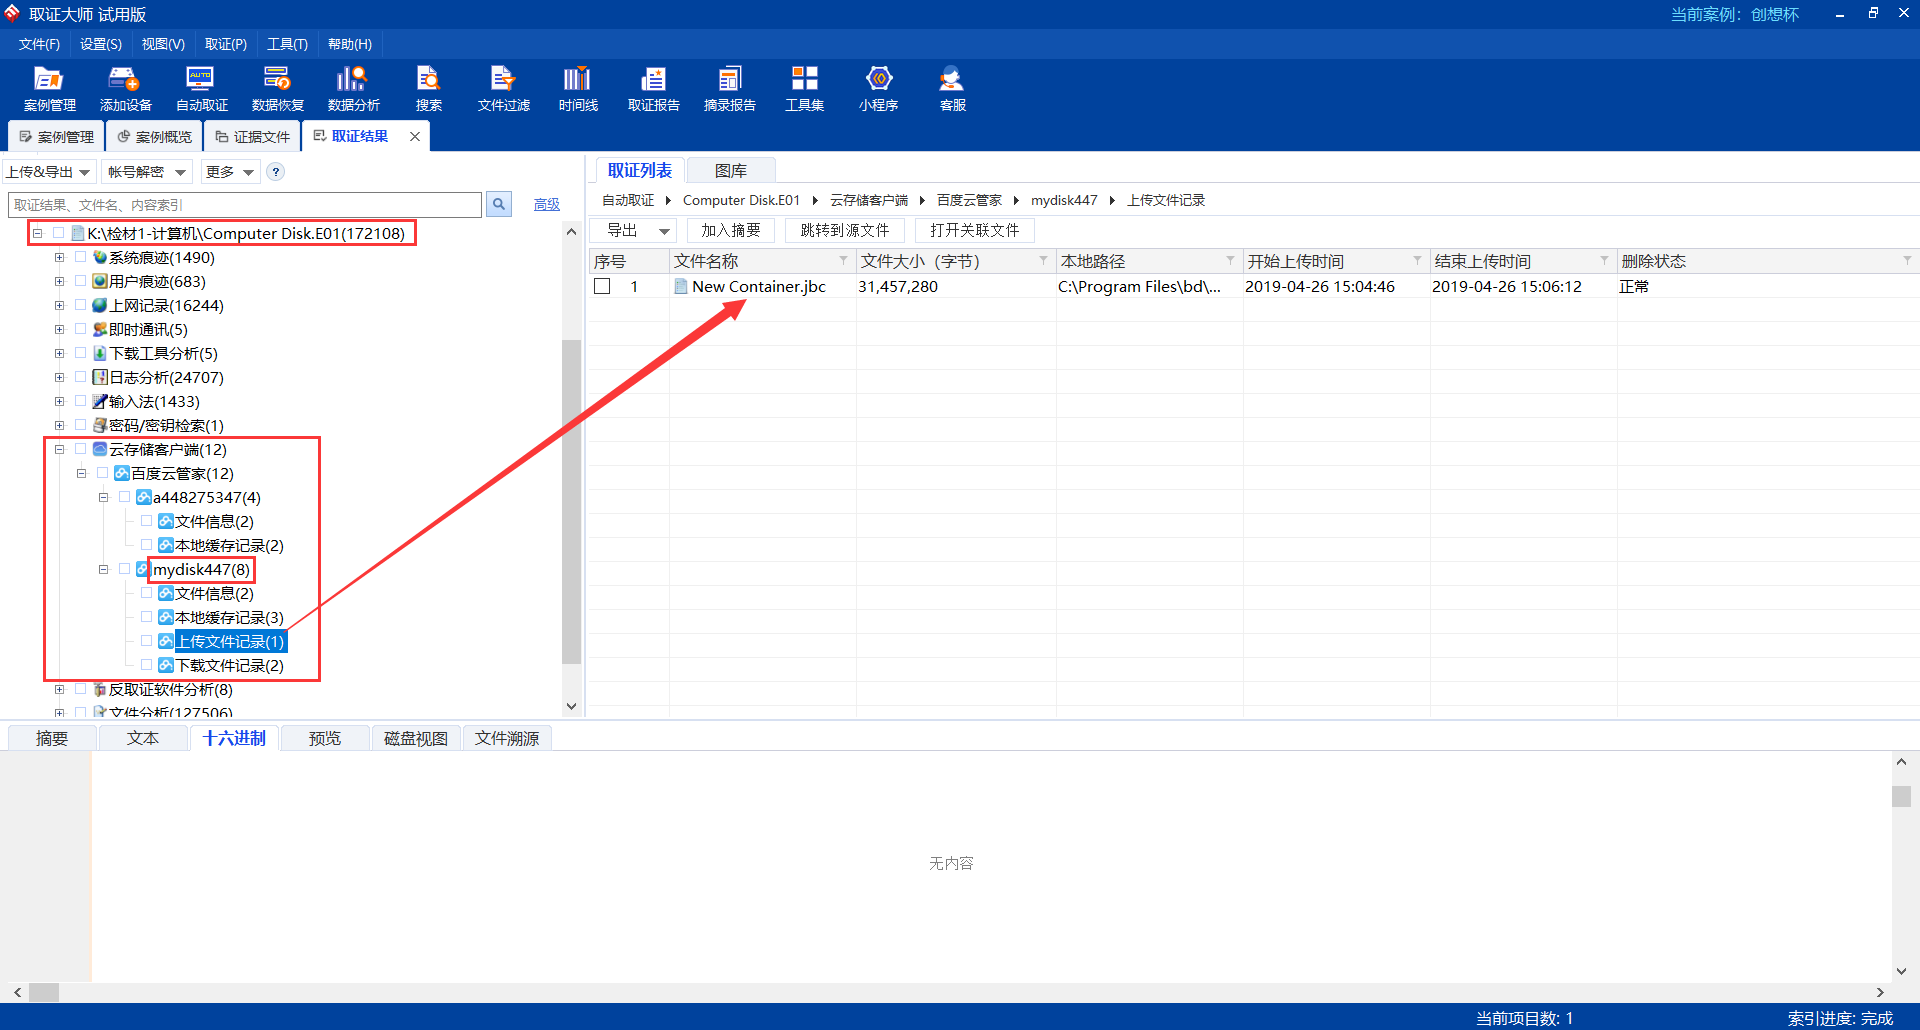 取证大师 试用版
当前案例：创想杯
文件(F) 设置(S) 视图(V) 取证(P) 工具(T) 帮助(H)
案例管理 添加设备 自动取证 数据恢复 数据分析 搜索 文件过滤 时间线 取证报告 摘录报告 工具集 小程序 客服
案例管理 案例概览 证据文件 取证结果
上传&导出 帐号解密 更多 ?
取证结果、文件名、内容索引 高级
K:\检材1-计算机\Computer Disk.E01(172108)
系统痕迹(1490)
用户痕迹(683)
上网记录(16244)
即时通讯(5)
下载工具分析(5)
日志分析(24707)
输入法(1433)
密码/密钥检索(1)
云存储客户端(12)
百度云管家(12)
a448275347(4)
文件信息(2)
本地缓存记录(2)
mydisk447(8)
文件信息(2)
本地缓存记录(3)
上传文件记录(1)
下载文件记录(2)
反取证软件分析(8)
文件分析(127506)
取证列表 图库
自动取证 Computer Disk.E01 云存储客户端 百度云管家 mydisk447 上传文件记录
导出 加入摘要 跳转到源文件 打开关联文件
序号 文件名称 文件大小（字节） 本地路径 开始上传时间 结束上传时间 删除状态
1 New Container.jbc 31,457,280 C:\Program Files\bd\... 2019-04-26 15:04:46 2019-04-26 15:06:12 正常
摘要 文本 十六进制 预览 磁盘视图 文件溯源
无内容
当前项目数: 1 索引进度: 完成